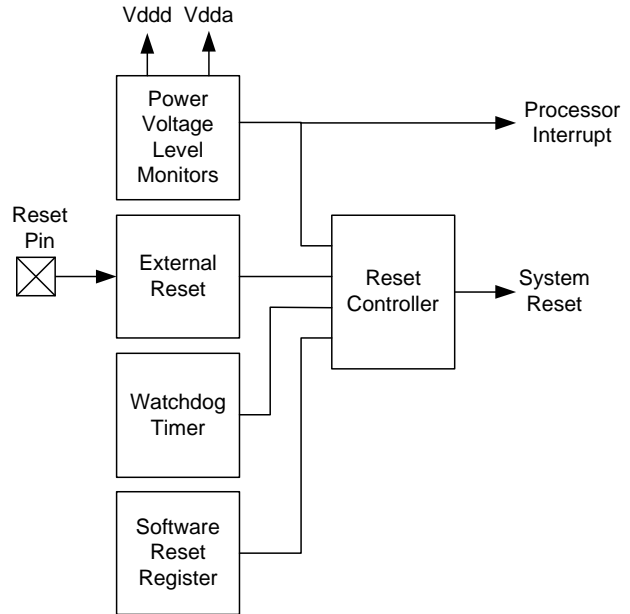 Vddd Vdda
Power
Voltage
Level
Monitors
Processor
Interrupt
Reset
Pin
External
Reset
Reset
Controller
System
Reset
Watchdog
Timer
Software
Reset
Register